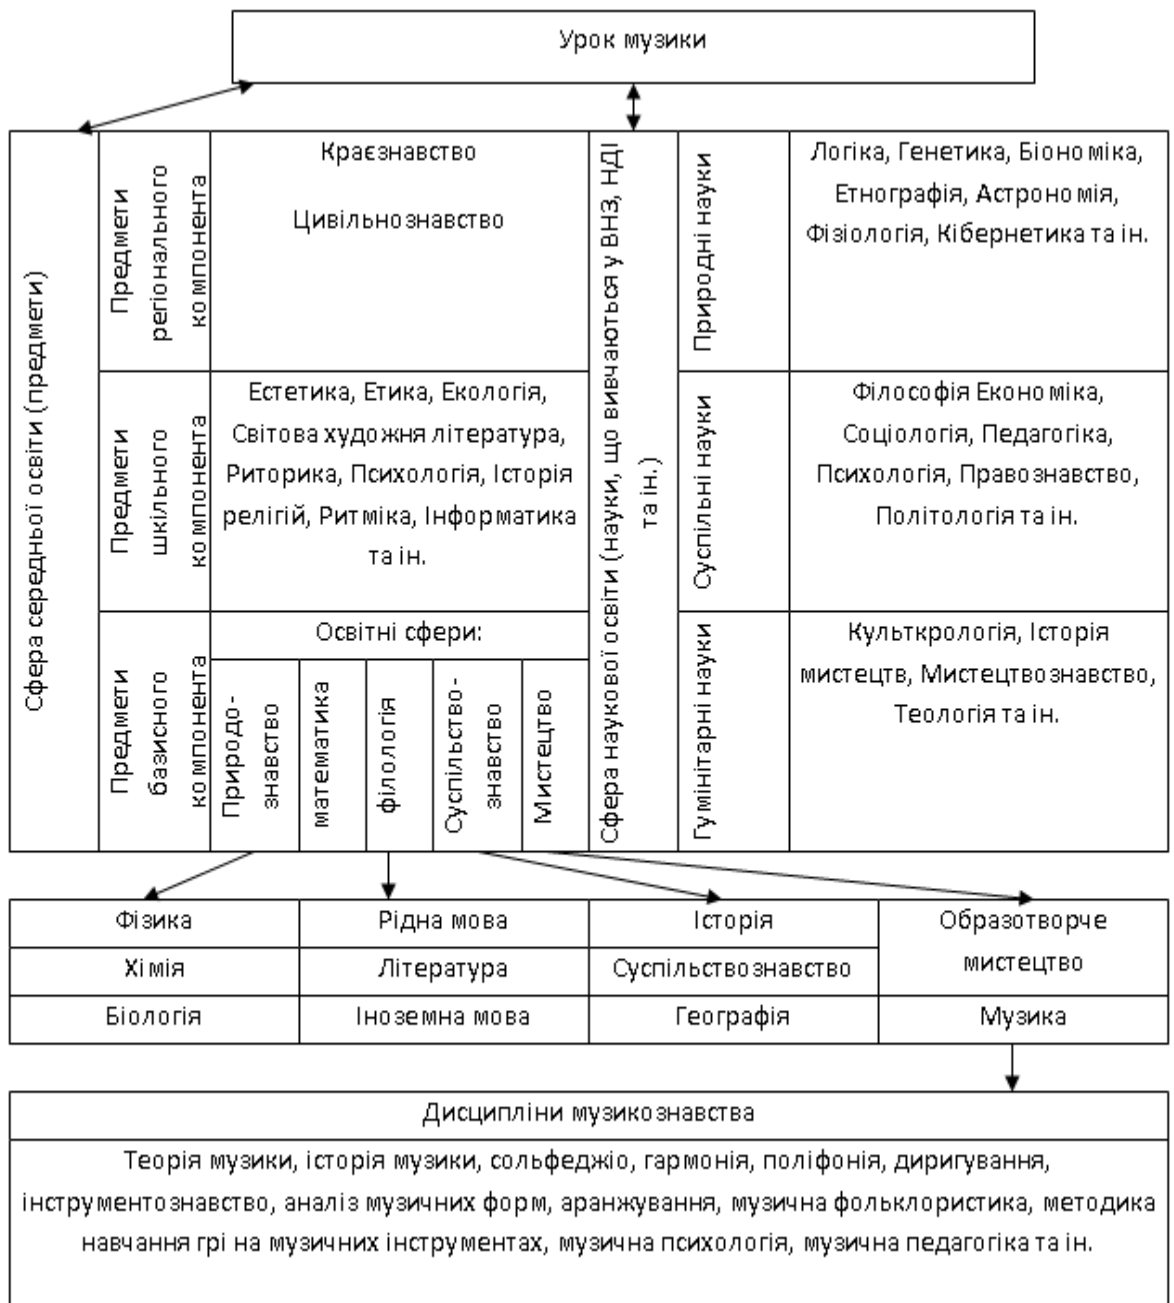 Урок музики
Сфера середньої освіти (предмети)
Предмети
регіонального
компонента
Краєзнавство
Цивільнознавство
Сфера наукової освіти (науки, що вивчаються у ВНЗ, НДІ
та ін.)
Природні науки
Логіка, Генетика, Біономіка,
Етнографія, Астрономія,
Фізіологія, Кібернетика та ін.
Предмети
шкільного
компонента
Естетика, Етика, Екологія,
Світова художня література,
Риторика, Психологія, Історія
релігій, Ритміка, Інформатика
та ін.
Суспільні науки
Філософія Економіка,
Соціологія, Педагогіка,
Психологія, Правознавство,
Політологія та ін.
Предмети
базисного
компонента
Освітні сфери:
Природо-
знавство
математика
філологія
Суспільство-
знавство
Мистецтво
Гумінітарні науки
Культкрологія, Історія
мистецтв, Мистецтвознавство,
Теологія та ін.
Фізика
Рідна мова
Історія
Образотворче
мистецтво
Хімія
Література
Суспільствознавство
Біологія
Іноземна мова
Географія
Музика
Дисципліни музикознавства
Теорія музики, історія музики, сольфеджіо, гармонія, поліфонія, диригування,
інструментознавство, аналіз музичних форм, аранжування, музична фольклористика, методика
навчання грі на музичних інструментах, музична психологія, музична педагогіка та ін.